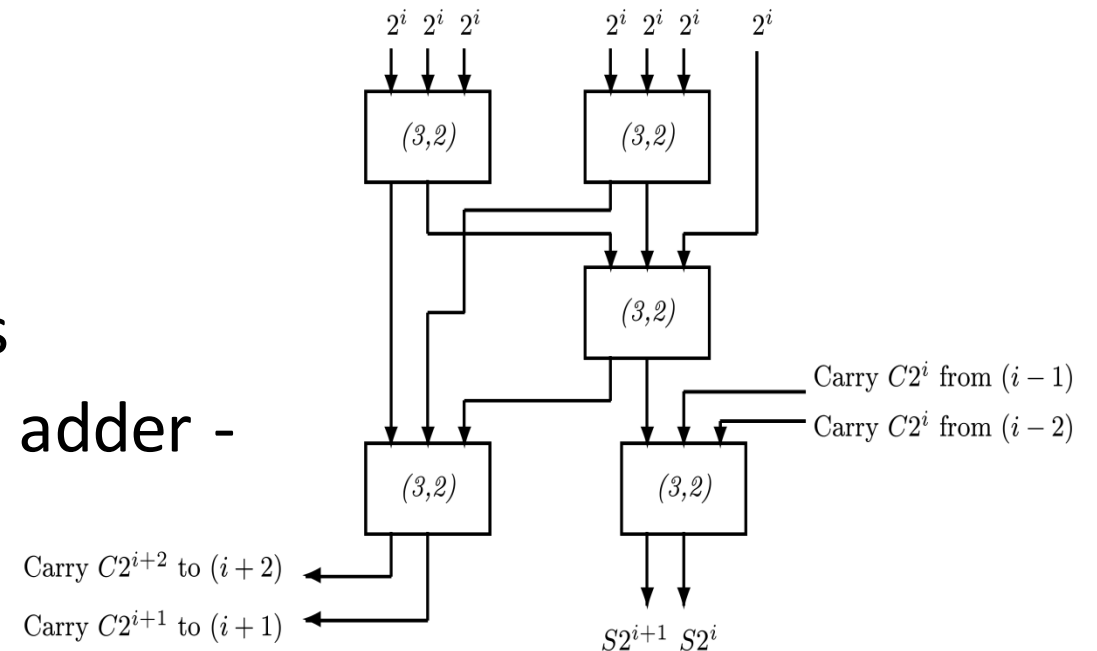 2^i 2^i 2^i 2^i 2^i 2^i 2^i
(3,2) (3,2)
(3,2)
s
Carry C2^i from (i − 1)
adder -
Carry C2^i from (i − 2)
(3,2) (3,2)
Carry C2^{i+2} to (i + 2)
Carry C2^{i+1} to (i + 1)
S2^{i+1} S2^i